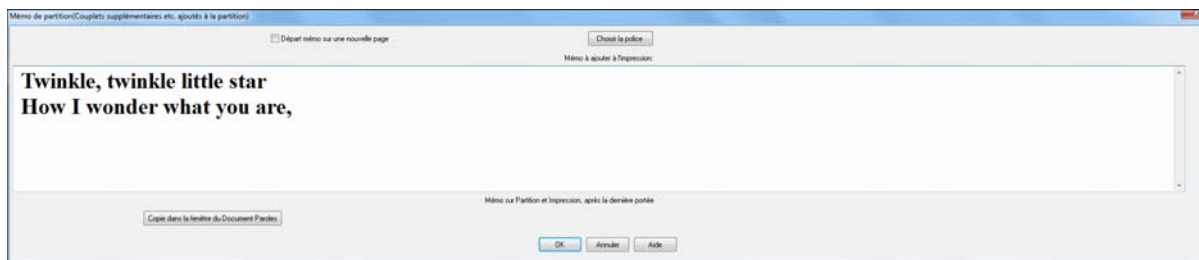 Mémo de partition(Couplets supplémentaires etc. ajoutés à la partition)
Départ mémo sur une nouvelle page
Choisir la police
Mémo à ajouter à l'impression:
Twinkle, twinkle little star
How I wonder what you are,
Mémo sur Partition et Impression, après la dernière portée
Copie dans la fenêtre du Document Paroles
OK Annuler Aide